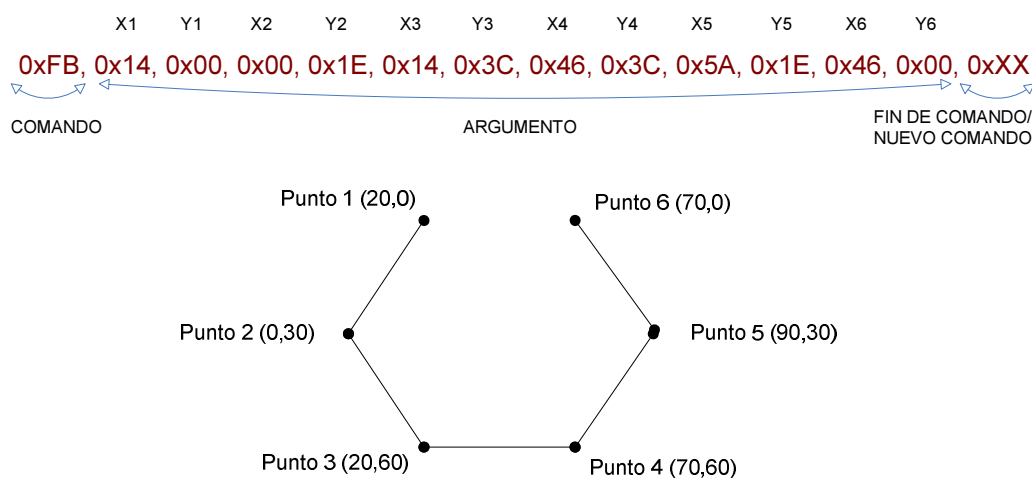 X1 Y1 X2 Y2 X3 Y3 X4 Y4 X5 Y5 X6 Y6
0xFB, 0x14, 0x00, 0x00, 0x1E, 0x14, 0x3C, 0x46, 0x3C, 0x5A, 0x1E, 0x46, 0x00, 0xXX
COMANDO
ARGUMENTO
FIN DE COMANDO/
NUEVO COMANDO
Punto 1 (20,0)
Punto 6 (70,0)
Punto 2 (0,30)
Punto 5 (90,30)
Punto 3 (20,60)
Punto 4 (70,60)